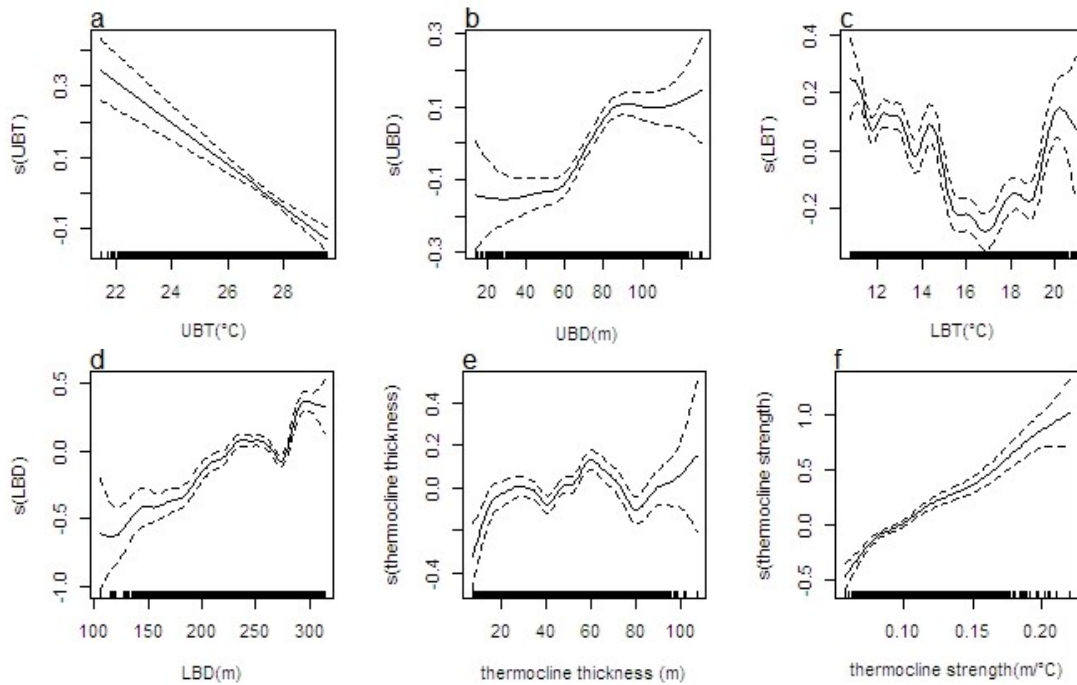 a
s(UBT)
0.3
0.1
-0.1
22 24 26 28
UBT(°C)
b
s(UBD)
0.3
0.1
-0.1
-0.3
20 40 60 80 100
UBD(m)
c
s(LBT)
0.4
0.2
0.0
-0.2
12 14 16 18 20
LBT(°C)
d
s(LBD)
0.5
0.0
-0.5
-1.0
100 150 200 250 300
LBD(m)
e
s(thermocline thickness)
0.4
0.2
0.0
-0.4
0 20 40 60 80 100
thermocline thickness (m)
f
s(thermocline strength)
1.0
0.5
0.0
-0.5
0.10 0.15 0.20
thermocline strength(m/°C)